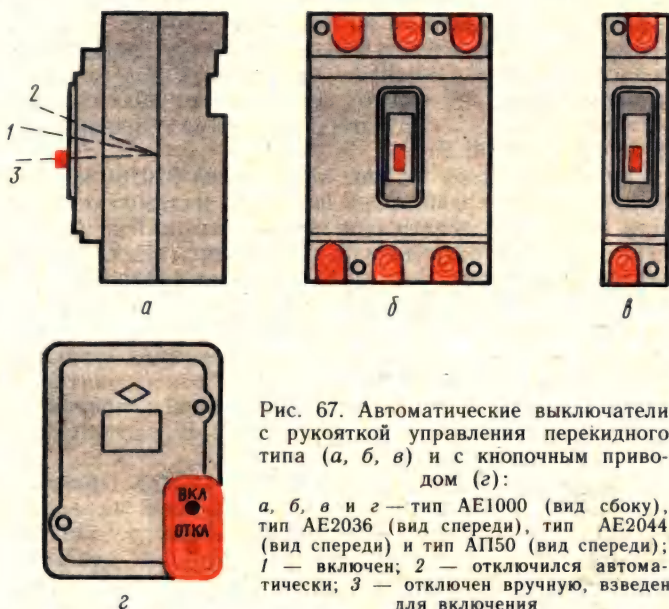 2
1
3
а
б
в
ВКЛ
ОТКЛ
г
Рис. 67. Автоматические выключатели
с рукояткой управления перекидного
типа (а, б, в) и с кнопочным приво-
дом (г):
а, б, в и г — тип АЕ1000 (вид сбоку),
тип АЕ2036 (вид спереди), тип АЕ2044
(вид спереди) и тип АП50 (вид спереди);
1 — включен; 2 — отключился автома-
тически; 3 — отключен вручную, взведен
для включения